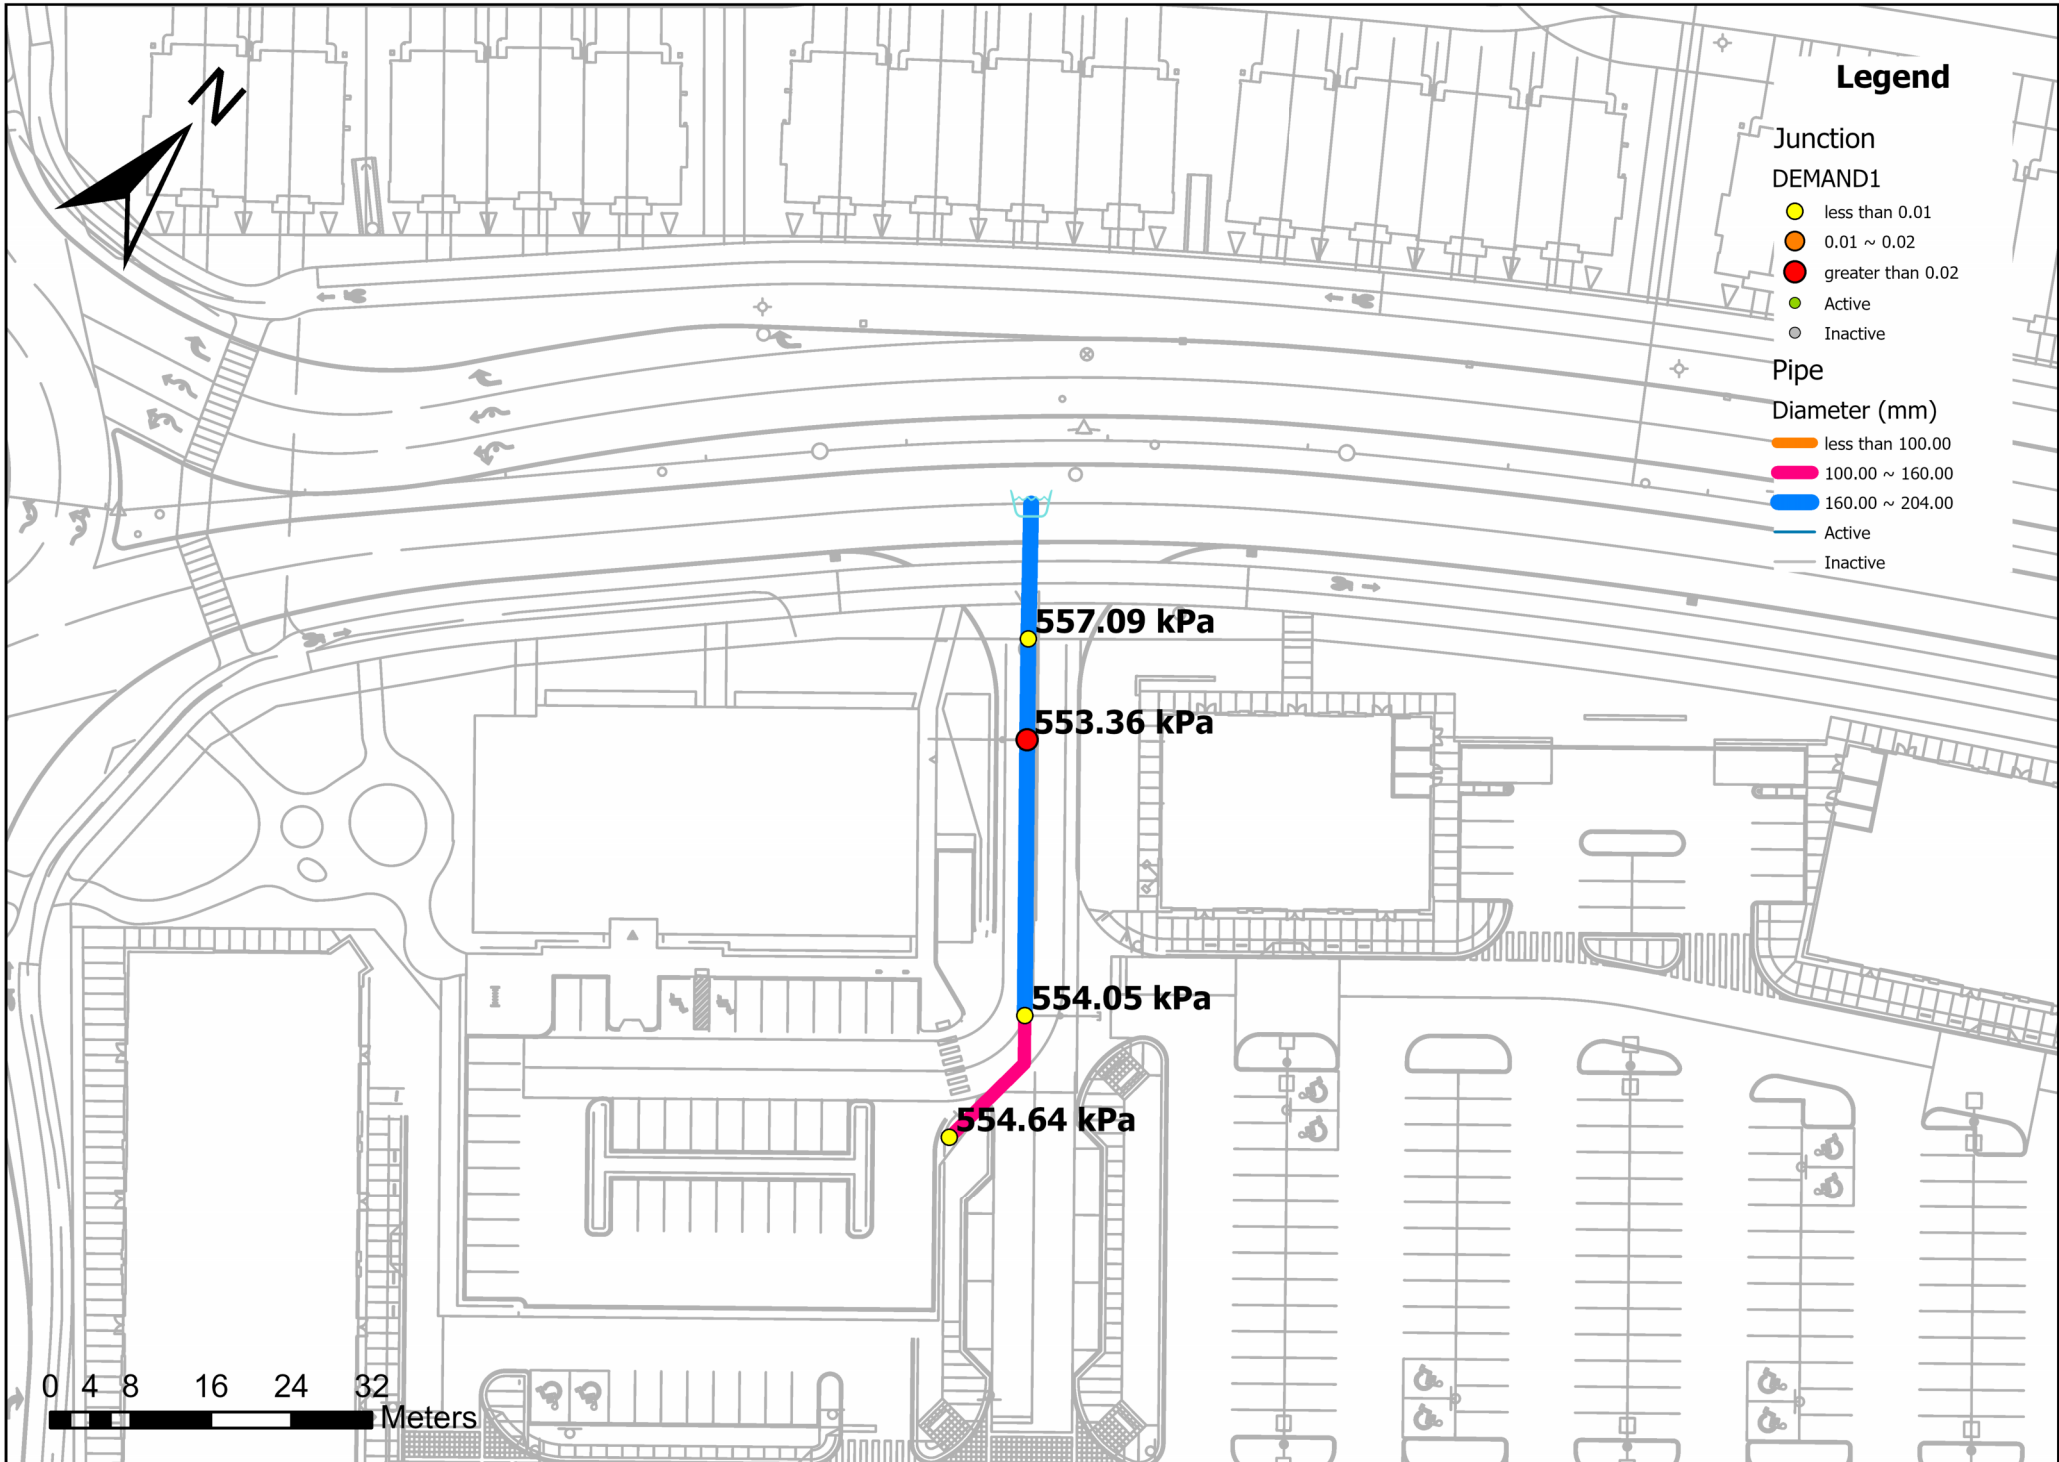 N
Legend
Junction
DEMAND1
less than 0.01
0.01 ~ 0.02
greater than 0.02
Active
Inactive
Pipe
Diameter (mm)
less than 100.00
100.00 ~ 160.00
160.00 ~ 204.00
Active
Inactive
557.09 kPa
553.36 kPa
554.05 kPa
554.64 kPa
0 4 8 16 24 32
Meters